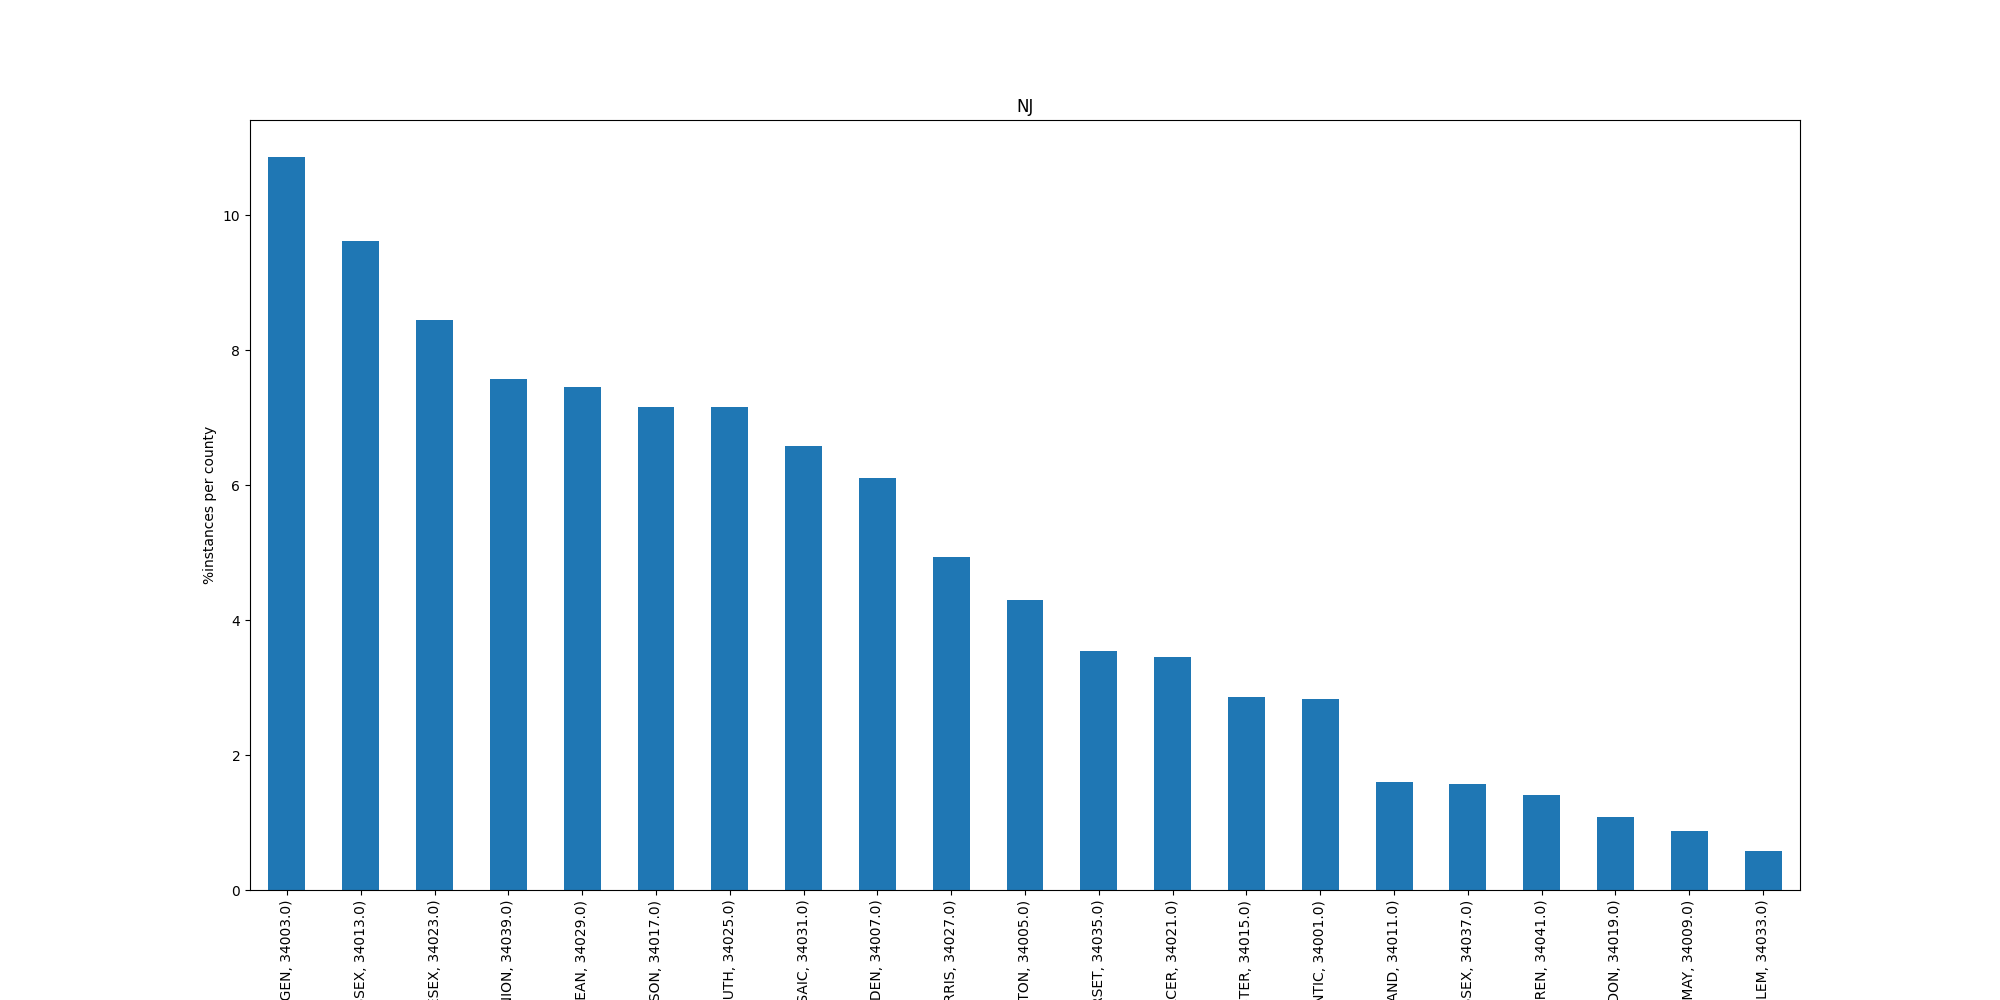 NJ
%instances per county
10
8
6
4
2
0
GEN, 34003.0)
SEX, 34013.0)
ESEX, 34023.0)
NION, 34039.0)
EAN, 34029.0)
SON, 34017.0)
UTH, 34025.0)
SAIC, 34031.0)
DEN, 34007.0)
RRIS, 34027.0)
TON, 34005.0)
RSET, 34035.0)
CER, 34021.0)
TER, 34015.0)
NTIC, 34001.0)
AND, 34011.0)
SSEX, 34037.0)
REN, 34041.0)
DON, 34019.0)
MAY, 34009.0)
LEM, 34033.0)